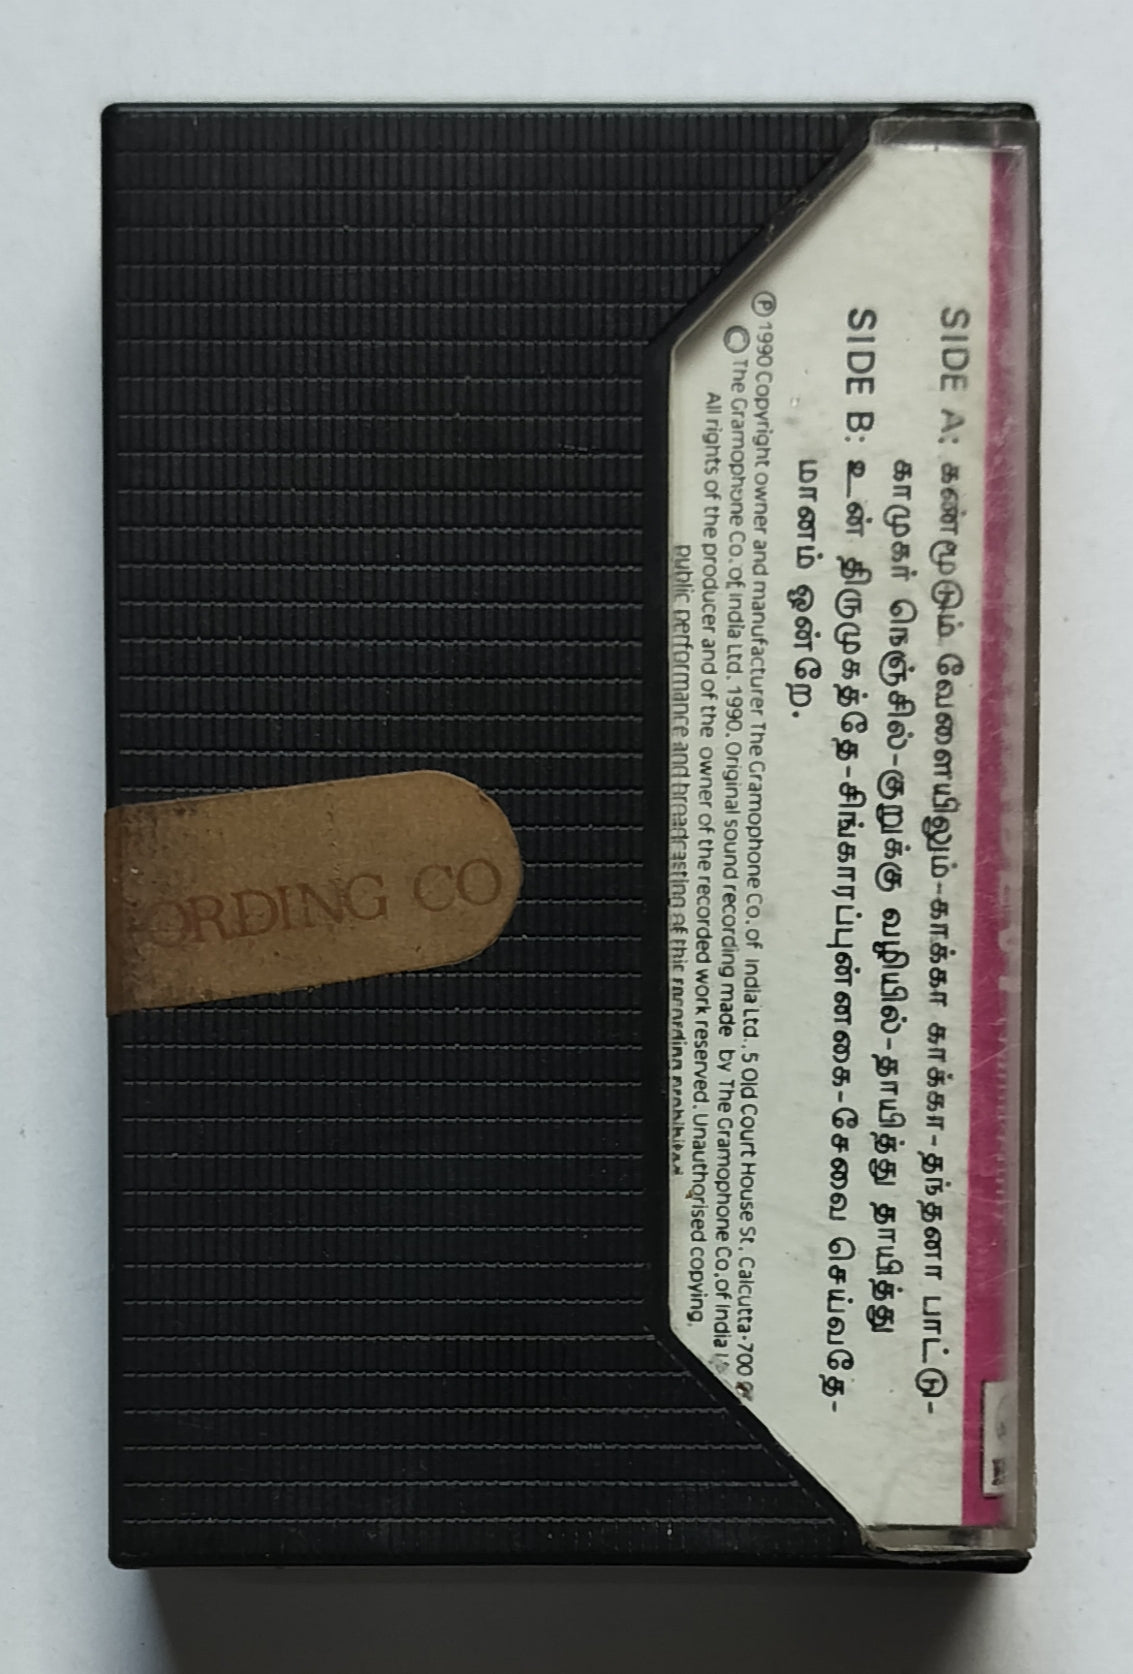 SIDE A: கண்மூடும் வேளையிலும்-காக்கா காக்கா-தந்தனா பாட்டு-
காமுகர் நெஞ்சில்-குறுக்கு வழியில்-தாயித்து தாயித்து
SIDE B: உன் திருமுகத்தே-சிங்காரப்புன்னகை-சேவை செய்வதே-
மானம் ஒன்றே.
Ⓟ 1990 Copyright owner and manufacturer The Gramophone Co. of India Ltd., 5 Old Court House St. Calcutta-700
© The Gramophone Co. of India Ltd. 1990. Original sound recording made by The Gramophone Co. of India
All rights of the producer and of the owner of the recorded work reserved. Unauthorised copying,
public performance and broadcasting of this recording prohibited
ORDING CO